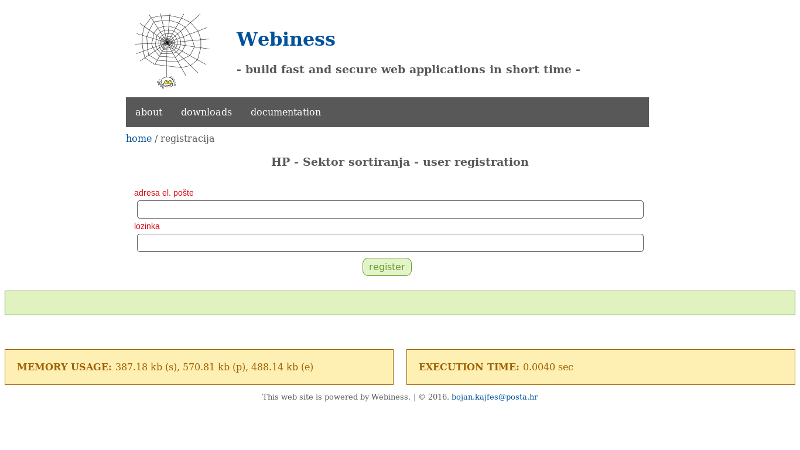 Webiness
- build fast and secure web applications in short time -
about downloads documentation
home / registracija
HP - Sektor sortiranja - user registration
adresa el. pošte
lozinka
register
MEMORY USAGE: 387.18 kb (s), 570.81 kb (p), 488.14 kb (e)
EXECUTION TIME: 0.0040 sec
This web site is powered by Webiness. | © 2016. bojan.kajfes@posta.hr